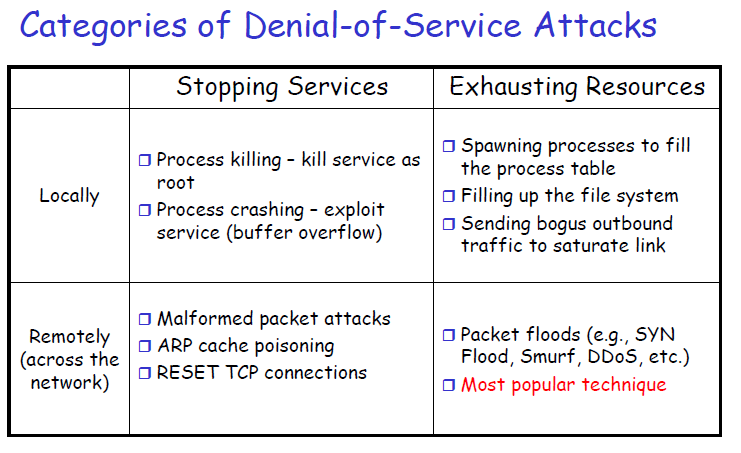 Categories of Denial-of-Service Attacks
Stopping Services
Exhausting Resources
Locally
❒ Process killing – kill service as
root
❒ Process crashing – exploit
service (buffer overflow)
❒ Spawning processes to fill
the process table
❒ Filling up the file system
❒ Sending bogus outbound
traffic to saturate link
Remotely
(across the
network)
❒ Malformed packet attacks
❒ ARP cache poisoning
❒ RESET TCP connections
❒ Packet floods (e.g., SYN
Flood, Smurf, DDoS, etc.)
❒ Most popular technique